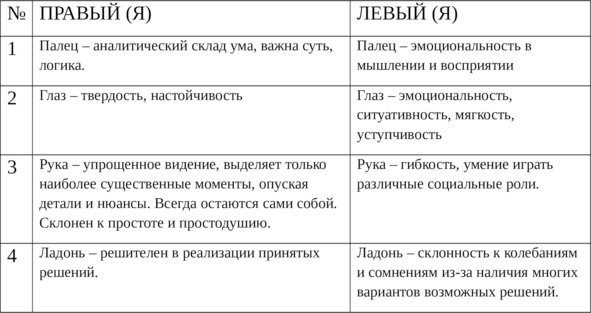 № ПРАВЫЙ (Я) ЛЕВЫЙ (Я)
1
Палец – аналитический склад ума, важна суть,
логика.
Палец – эмоциональность в
мышлении и восприятии
2
Глаз – твердость, настойчивость
Глаз – эмоциональность,
ситуативность, мягкость,
уступчивость
3
Рука – упрощенное видение, выделяет только
наиболее существенные моменты, опуская
детали и нюансы. Всегда остаются сами собой.
Склонен к простоте и простодушию.
Рука – гибкость, умение играть
различные социальные роли.
4
Ладонь – решителен в реализации принятых
решений.
Ладонь – склонность к колебаниям
и сомнениям из-за наличия многих
вариантов возможных решений.